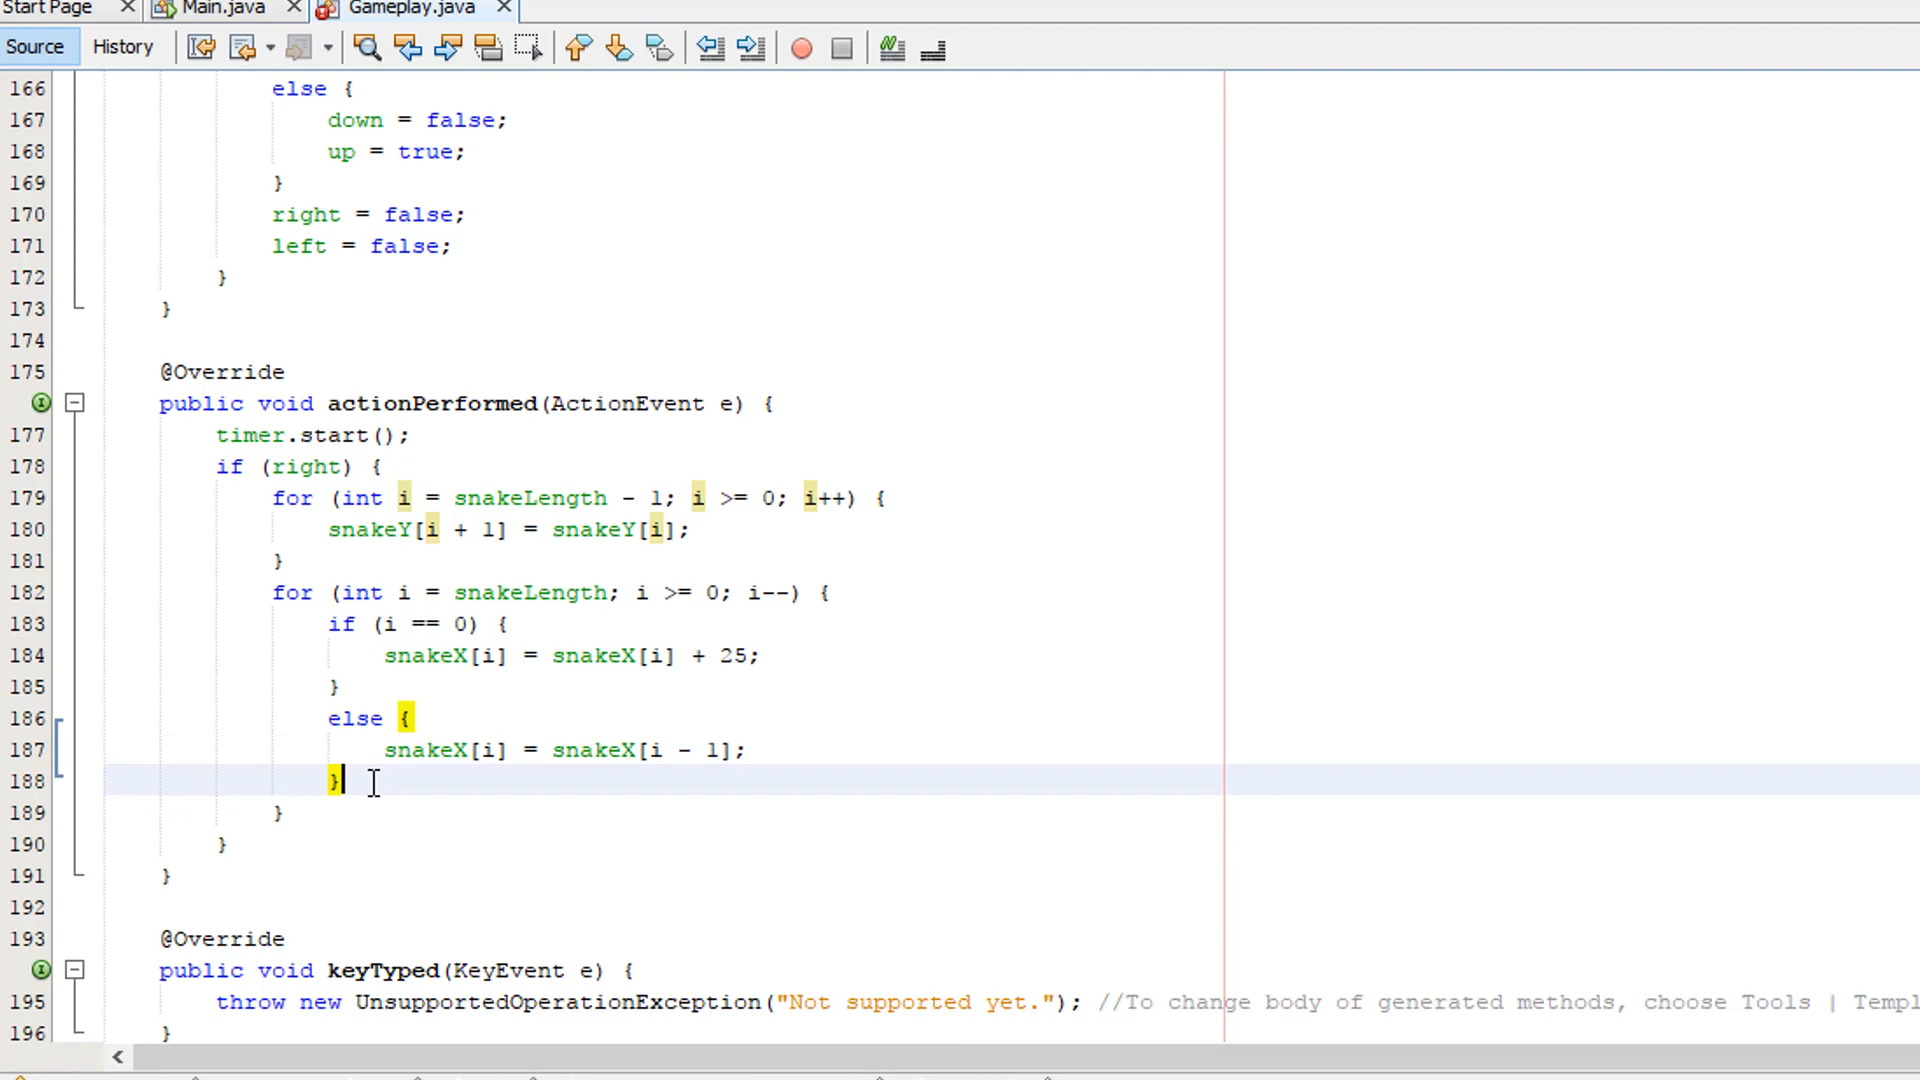 Start Page Main.java Gameplay.java
Source History
166 else {
167 down = false;
168 up = true;
169 }
170 right = false;
171 left = false;
172 }
173 }
174
175 @Override
public void actionPerformed(ActionEvent e) {
177 timer.start();
178 if (right) {
179 for (int i = snakeLength - 1; i >= 0; i++) {
180 snakeY[i + 1] = snakeY[i];
181 }
182 for (int i = snakeLength; i >= 0; i--) {
183 if (i == 0) {
184 snakeX[i] = snakeX[i] + 25;
185 }
186 else {
187 snakeX[i] = snakeX[i - 1];
188 }
189 }
190 }
191 }
192
193 @Override
public void keyTyped(KeyEvent e) {
195 throw new UnsupportedOperationException("Not supported yet."); //To change body of generated methods, choose Tools | Templ
196 }